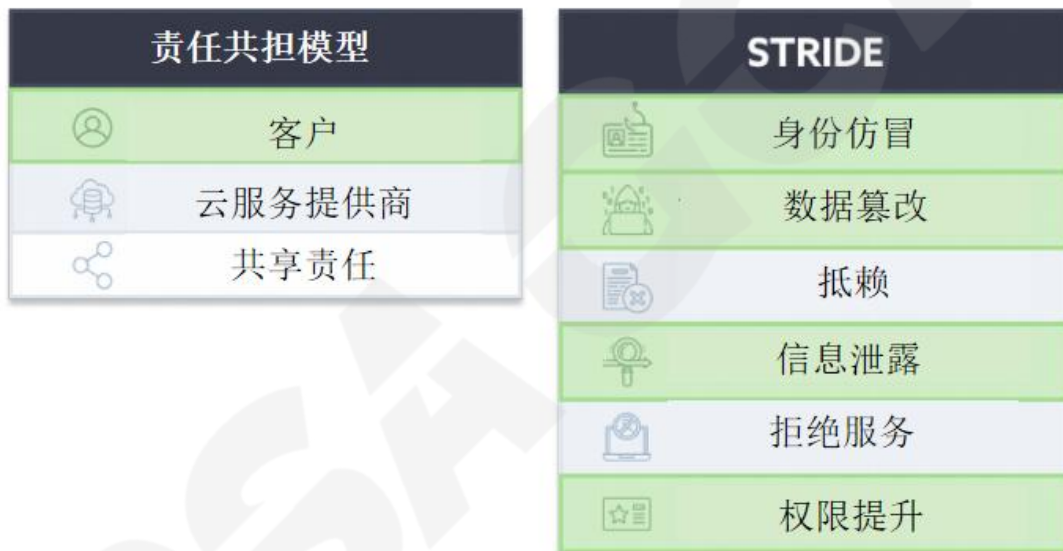 责任共担模型
客户
云服务提供商
共享责任
STRIDE
身份仿冒
数据篡改
抵赖
信息泄露
拒绝服务
权限提升